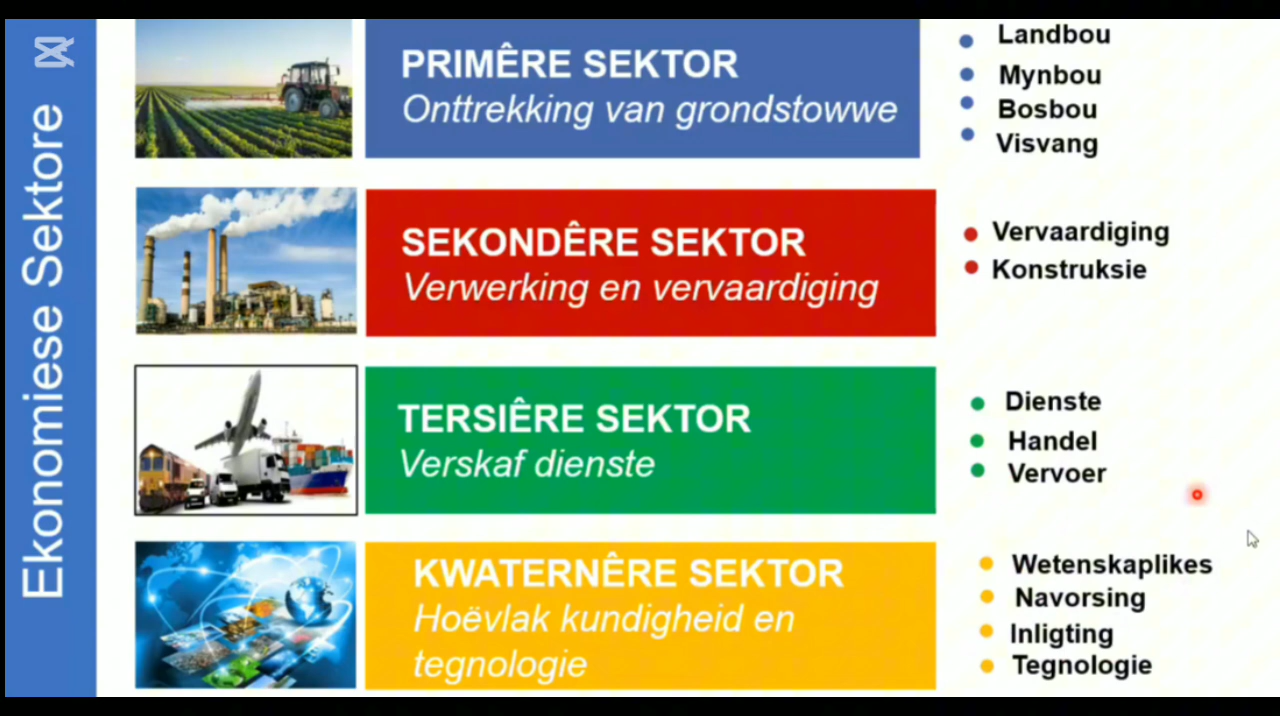 Ekonomiese Sektore
PRIMÊRE SEKTOR
Onttrekking van grondstowwe
Landbou
Mynbou
Bosbou
Visvang
SEKONDÊRE SEKTOR
Verwerking en vervaardiging
Vervaardiging
Konstruksie
TERSIÊRE SEKTOR
Verskaf dienste
Dienste
Handel
Vervoer
KWATERNÊRE SEKTOR
Hoëvlak kundigheid en
tegnologie
Wetenskaplikes
Navorsing
Inligting
Tegnologie